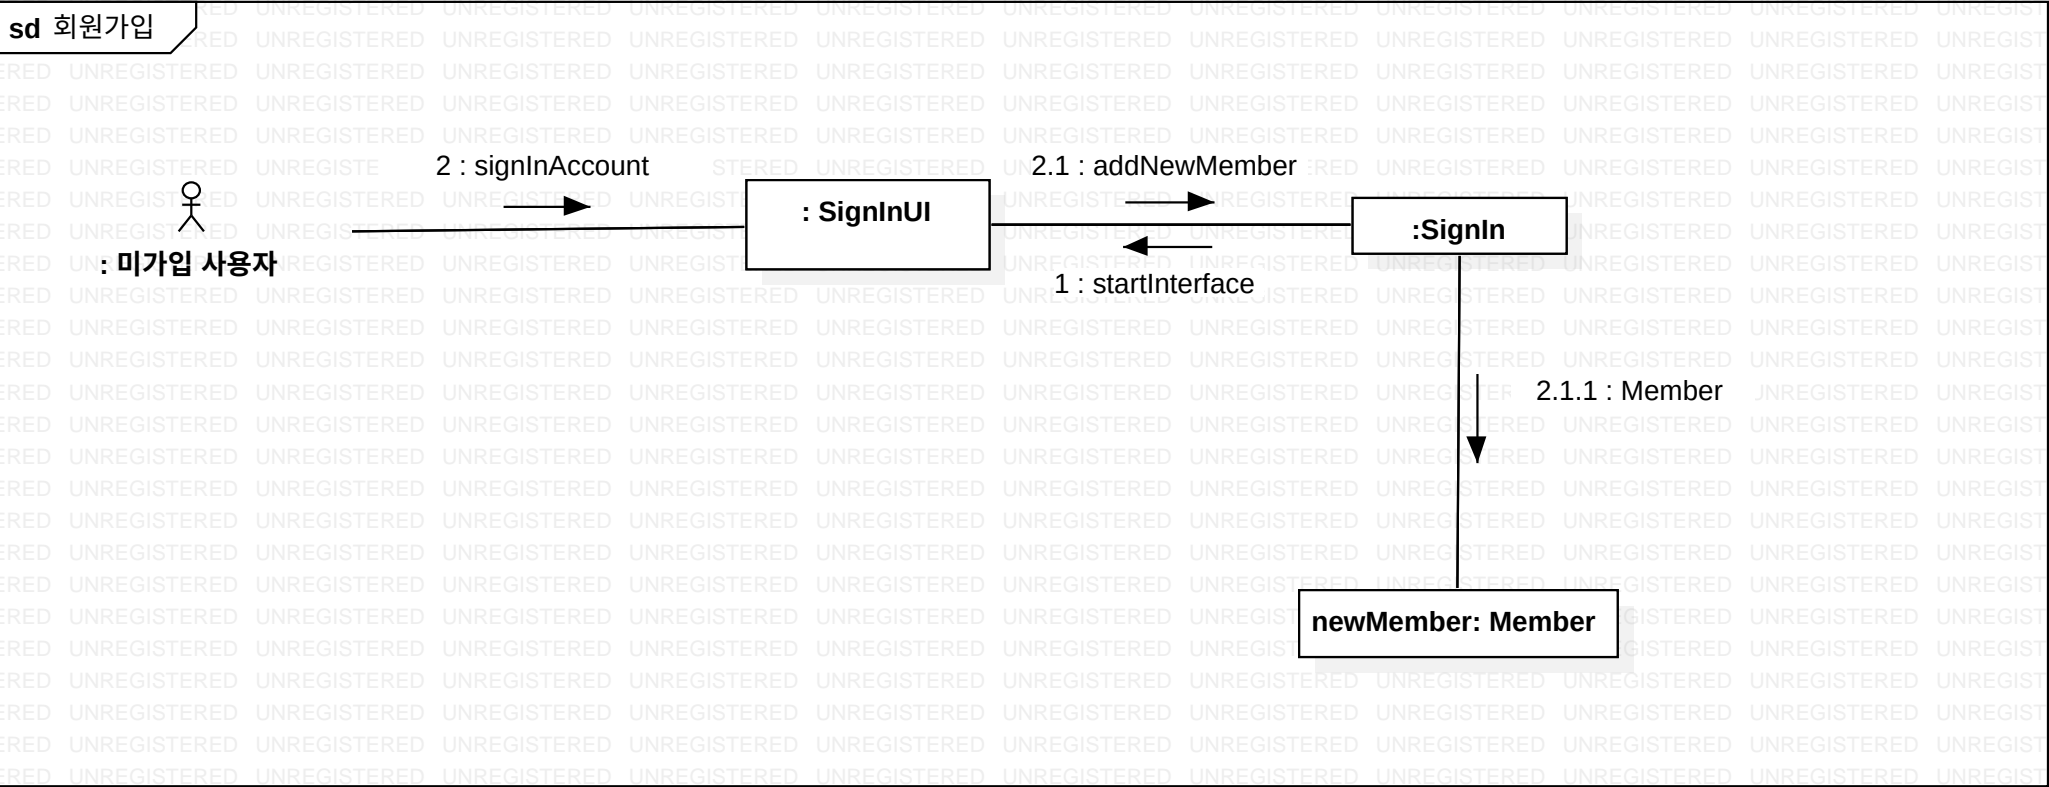 sd 회원가입
2 : signInAccount
2.1 : addNewMember
: SignInUI
:SignIn
: 미가입 사용자
1 : startInterface
2.1.1 : Member
newMember: Member
UNREGISTERED